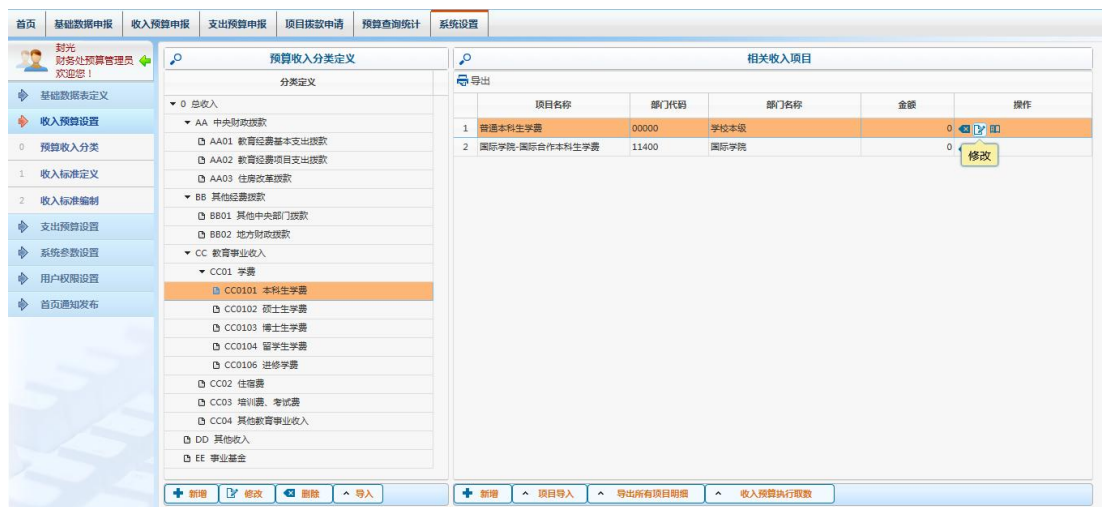 首页 基础数据申报 收入预算申报 支出预算申报 项目拨款申请 预算查询统计 系统设置
封光
财务处预算管理员
欢迎您！
基础数据表定义
收入预算设置
0 预算收入分类
1 收入标准定义
2 收入标准编制
支出预算设置
系统参数设置
用户权限设置
首页通知发布
预算收入分类定义
分类定义
0 总收入
AA 中央财政拨款
AA01 教育经费基本支出拨款
AA02 教育经费项目支出拨款
AA03 住房改革拨款
BB 其他经费拨款
BB01 其他中央部门拨款
BB02 地方财政拨款
CC 教育事业收入
CC01 学费
CC0101 本科生学费
CC0102 硕士生学费
CC0103 博士生学费
CC0104 留学生学费
CC0106 进修学费
CC02 住宿费
CC03 培训费、考试费
CC04 其他教育事业收入
DD 其他收入
EE 事业基金
新增 修改 删除 导入
相关收入项目
导出
项目名称 部门代码 部门名称 金额 操作
1 普通本科生学费 00000 学校本级 0
2 国际学院-国际合作本科生学费 11400 国际学院 0
修改
新增 项目导入 导出所有项目明细 收入预算执行取数